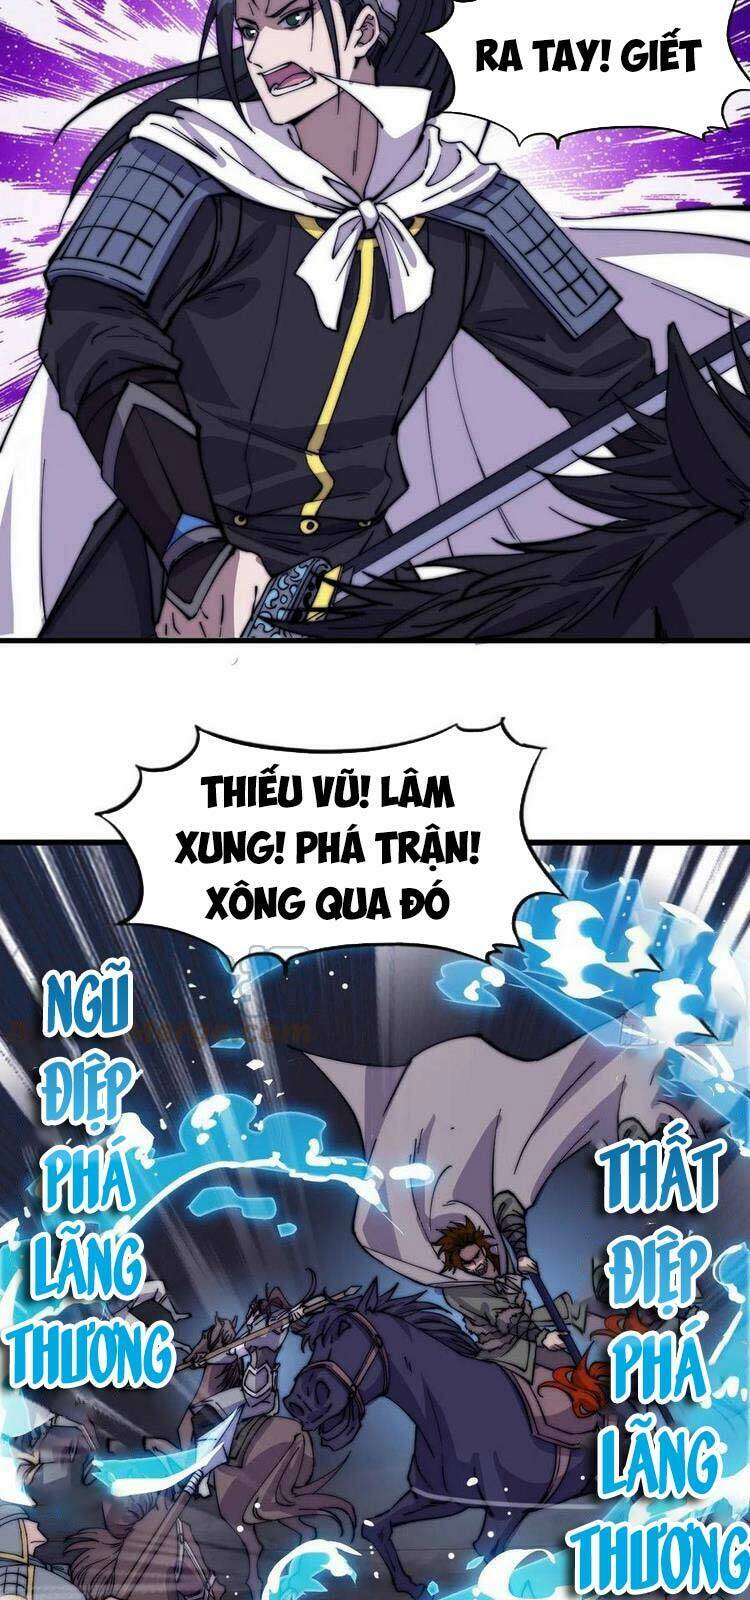 RA TAY! GIẾT
THIẾU VŨ! LÂM
XUNG! PHÁ TRẬN!
XÔNG QUA ĐÓ
NGŨ
ĐIỆP
PHÁ
LÃNG
THƯƠNG
THẤT
ĐIỆP
PHÁ
LÃNG
THƯƠNG